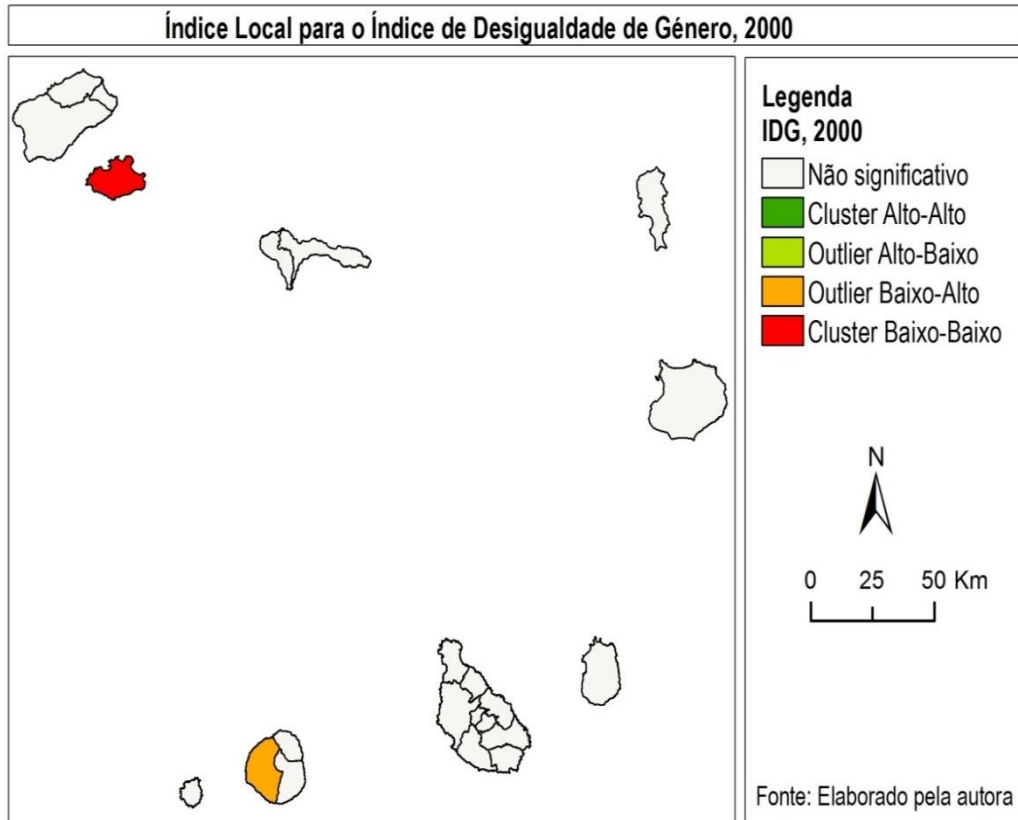 Índice Local para o Índice de Desigualdade de Género, 2000
Legenda
IDG, 2000
Não significativo
Cluster Alto-Alto
Outlier Alto-Baixo
Outlier Baixo-Alto
Cluster Baixo-Baixo
N
0 25 50 Km
Fonte: Elaborado pela autora